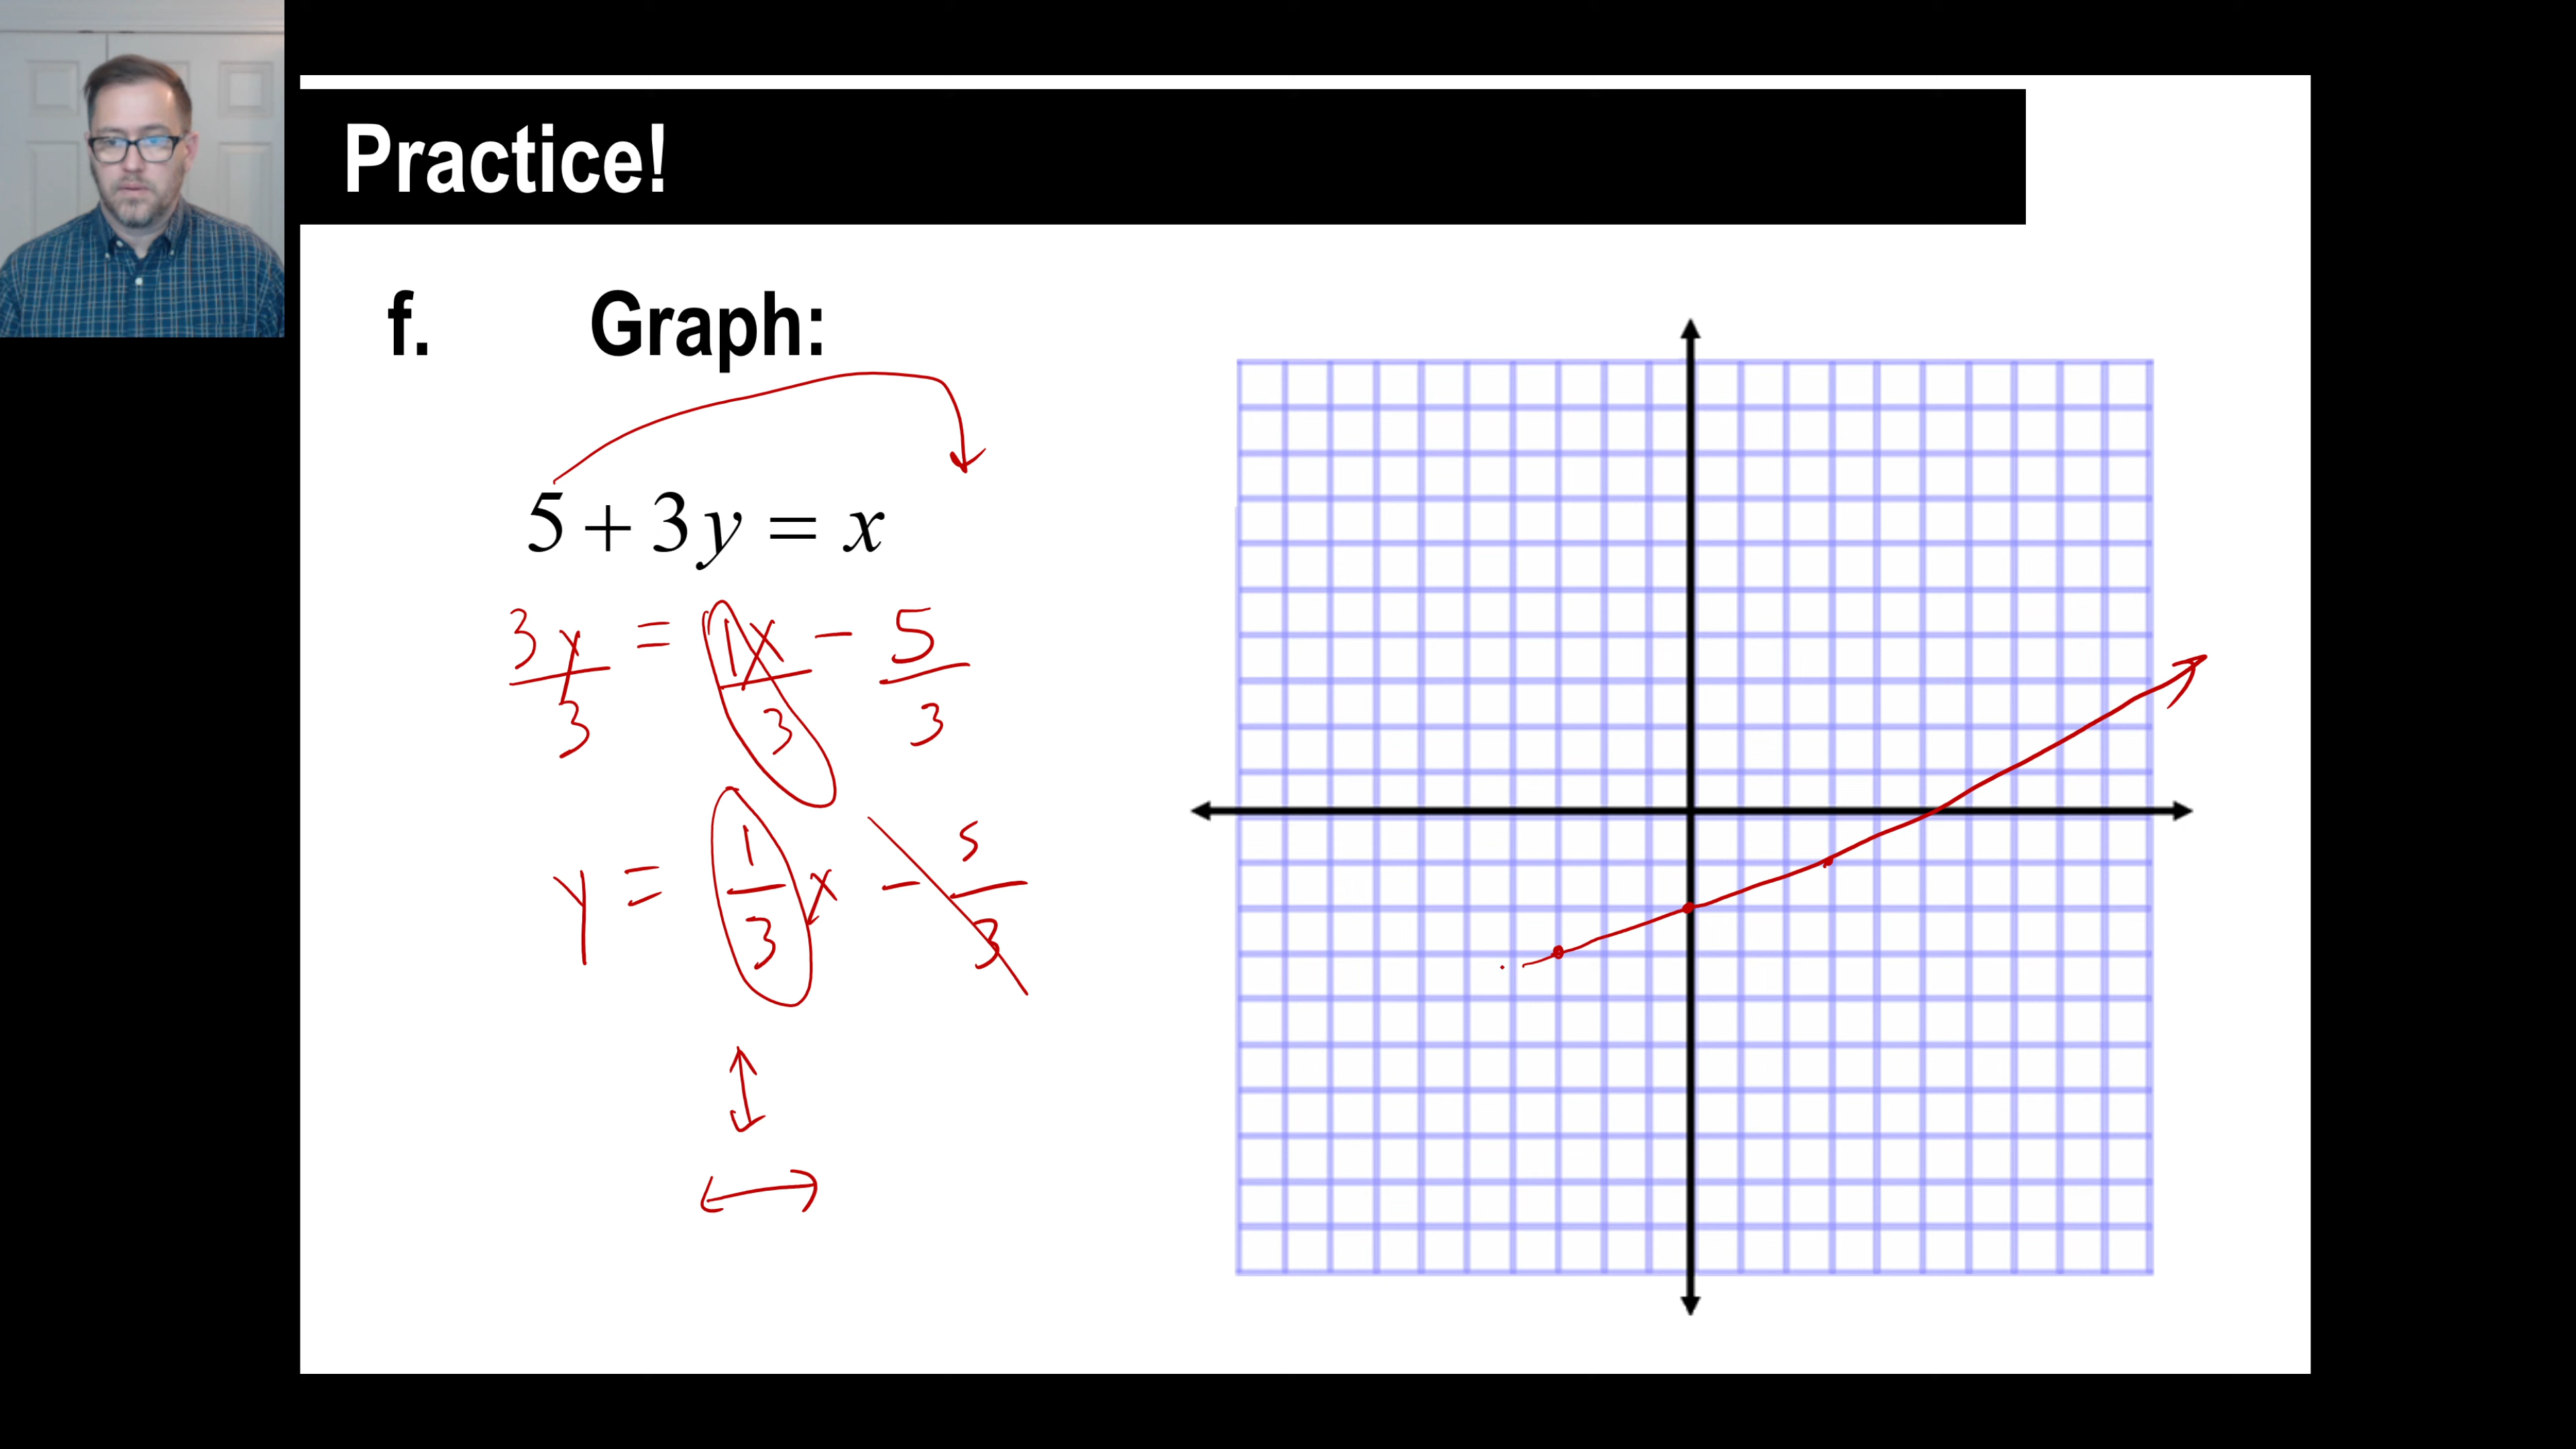 Practice!
f. Graph:
5 + 3y = x
3y/3 = 1x/3 - 5/3
y = 1/3 x - 5/3